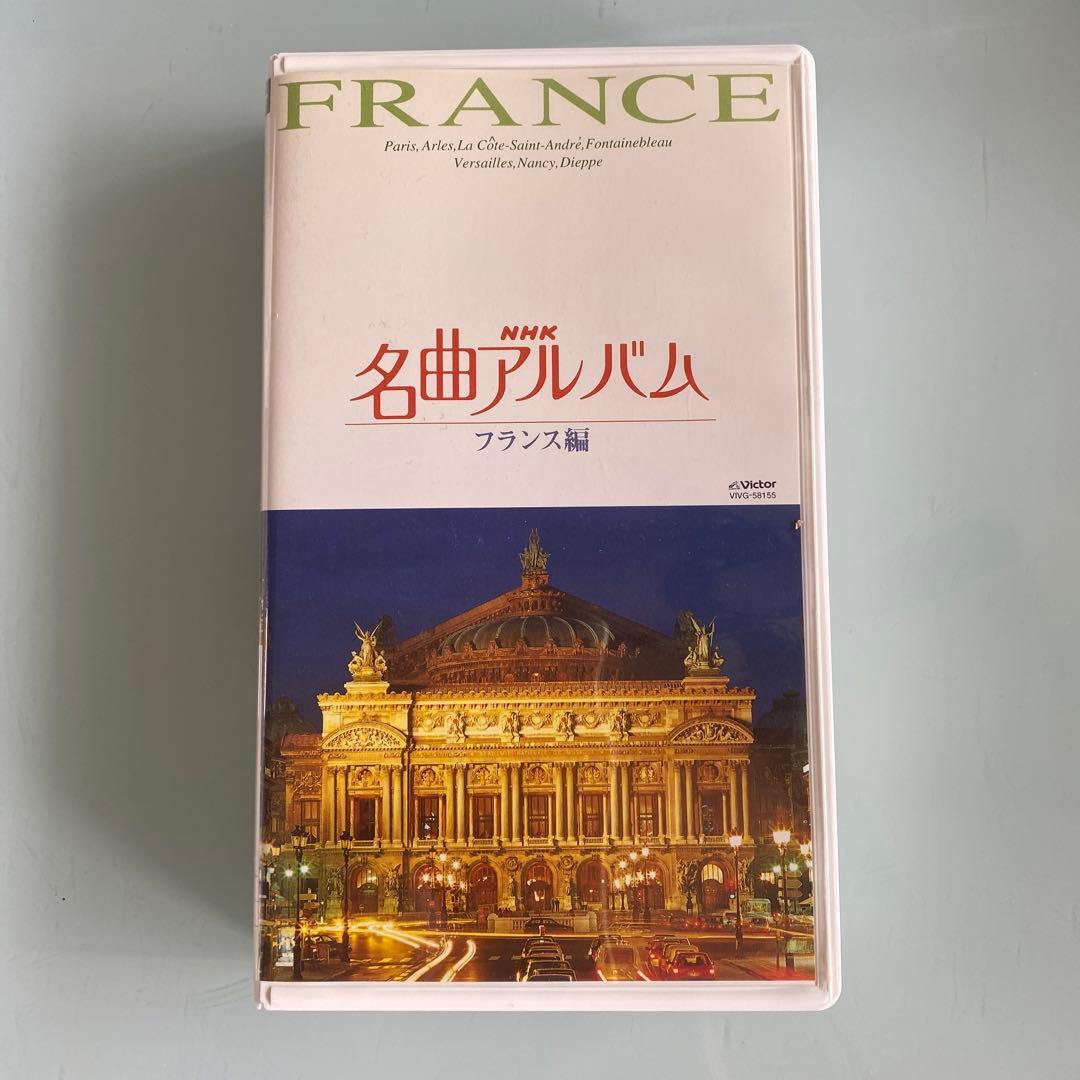 FRANCE
Paris, Arles, La Côte-Saint-André, Fontainebleau
Versailles, Nancy, Dieppe
NHK
名曲アルバム
フランス編
Victor
VIVG-58155